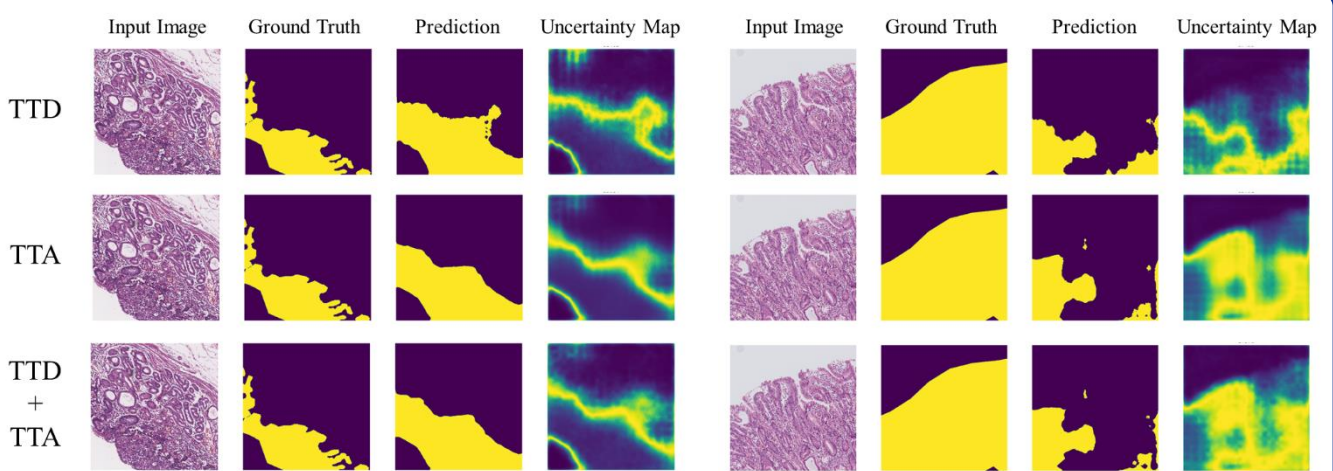 Input Image Ground Truth Prediction Uncertainty Map Input Image Ground Truth Prediction Uncertainty Map
TTD
TTA
TTD
+
TTA